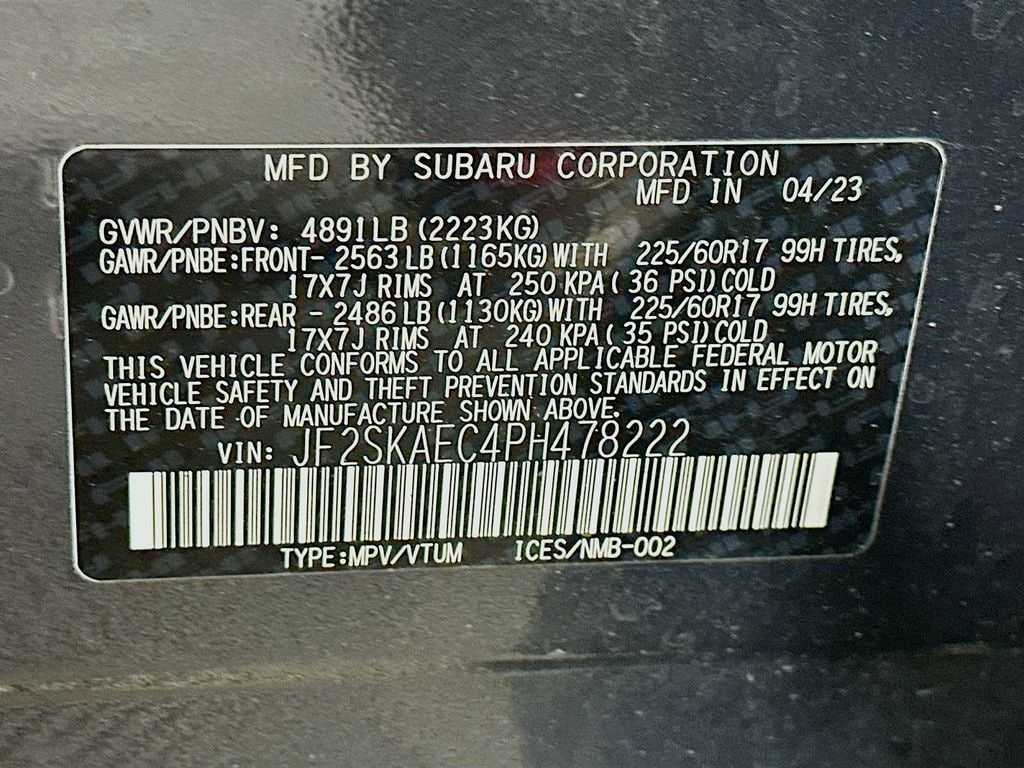 MFD BY SUBARU CORPORATION
MFD IN 04/23
GVWR/PNBV: 4891LB (2223KG)
GAWR/PNBE:FRONT- 2563LB (1165KG)WITH 225/60R17 99H TIRES,
17X7J RIMS AT 250 KPA ( 36 PSI)COLD
GAWR/PNBE:REAR - 2486LB (1130KG)WITH 225/60R17 99H TIRES,
17X7J RIMS AT 240 KPA ( 35 PSI)COLD
THIS VEHICLE CONFORMS TO ALL APPLICABLE FEDERAL MOTOR
VEHICLE SAFETY AND THEFT PREVENTION STANDARDS IN EFFECT ON
THE DATE OF MANUFACTURE SHOWN ABOVE.
VIN: JF2SKAEC4PH478222
TYPE:MPV/VTUM ICES/NMB-002